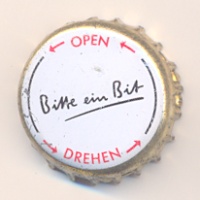 ← OPEN →
Bitte ein Bit
← DREHEN →